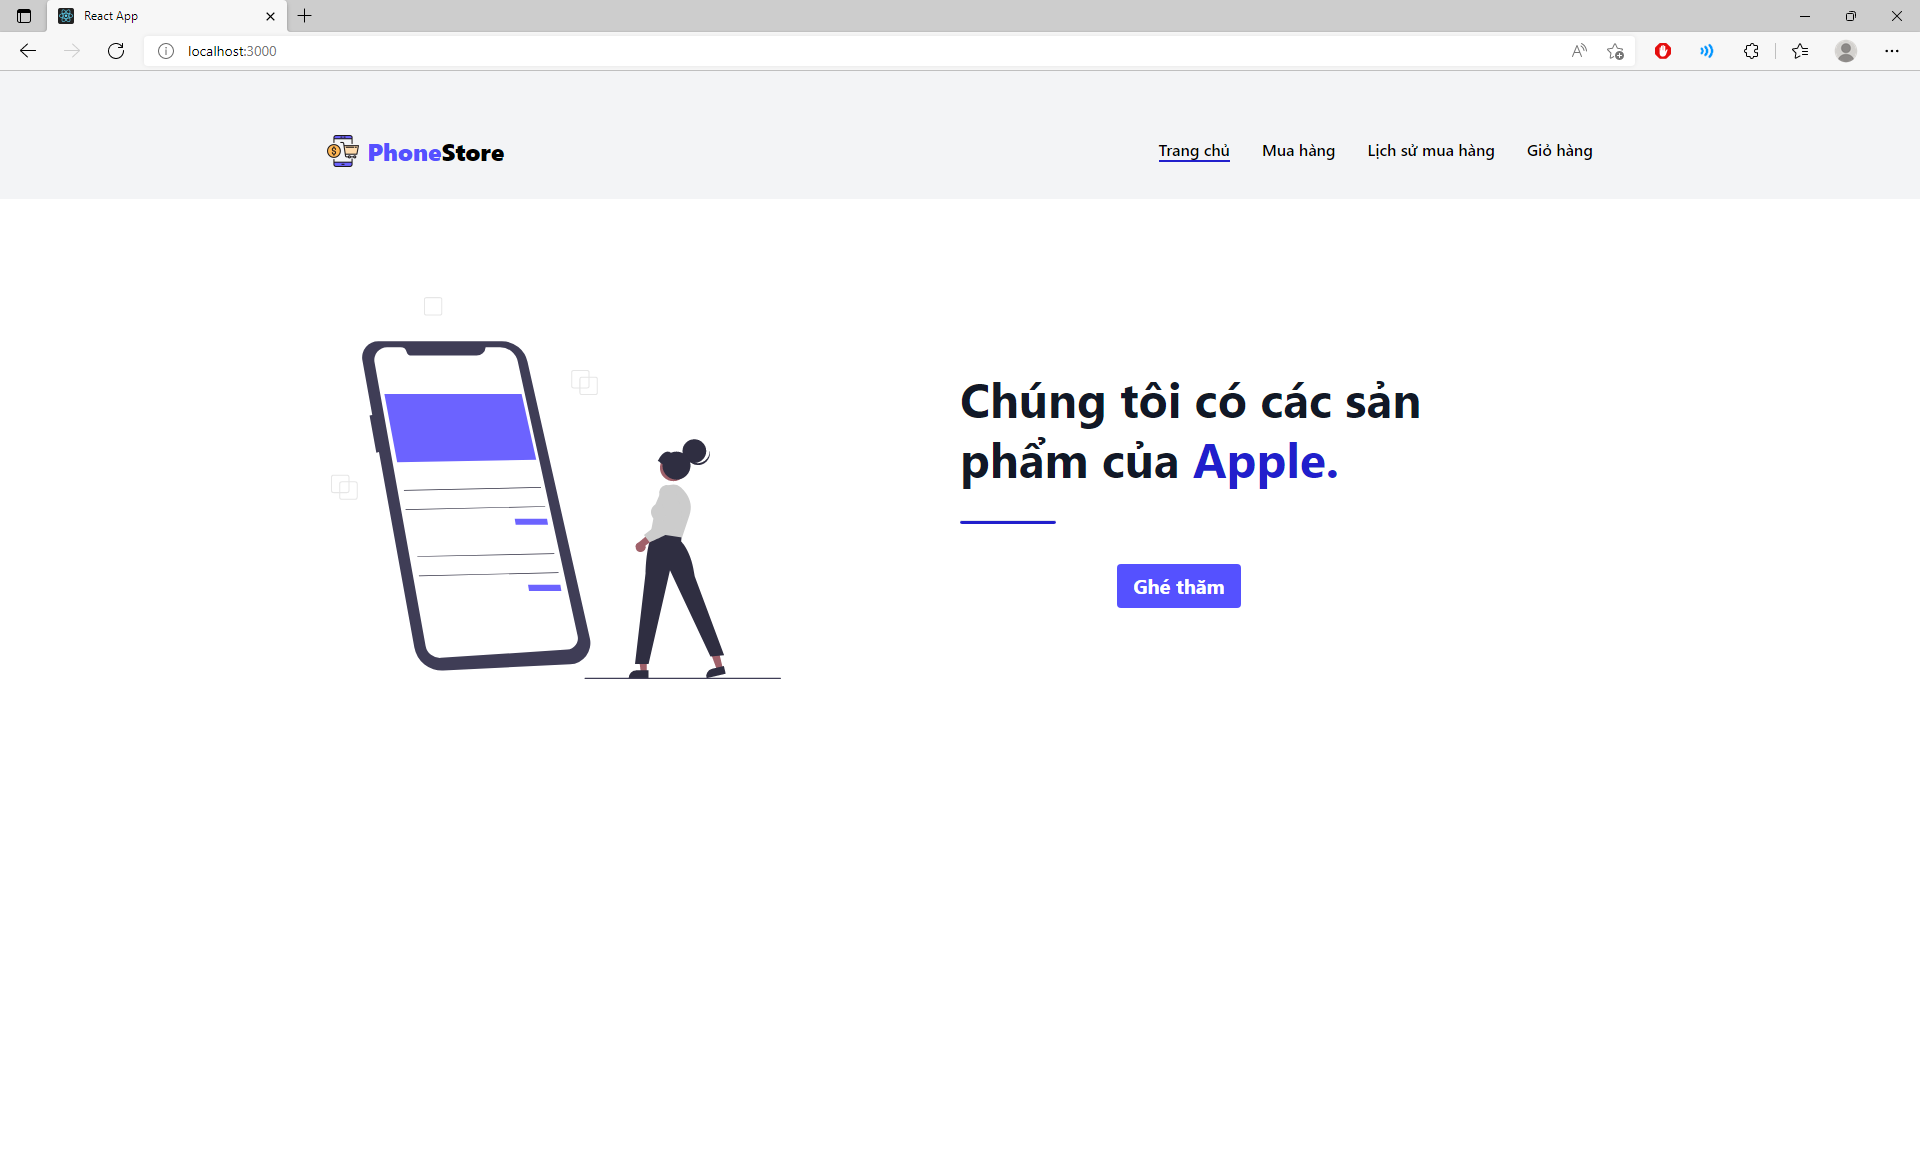 React App
localhost:3000
PhoneStore
Trang chủ
Mua hàng
Lịch sử mua hàng
Giỏ hàng
Chúng tôi có các sản
phẩm của Apple.
Ghé thăm